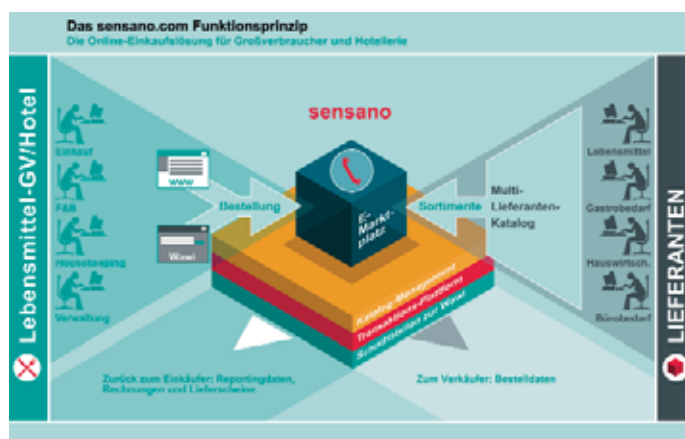 Das sensano.com Funktionsprinzip
Die Online-Einkaufslösung für Großverbraucher und Hotellerie
Lebensmittel-GV/Hotel
Einkauf
F&B
Housekeeping
Verwaltung
www
Wawi
Bestellung
sensano
E-
Markt-
platz
Katalog-Management
Transaktions-Plattform
Schnittstellen zur Wawi
Sortimente
Multi-
Lieferanten-
Katalog
Lebensmittel
Gastrobedarf
Hauswirtsch.
Bürobedarf
LIEFERANTEN
Zurück zum Einkäufer: Reportingdaten,
Rechnungen und Lieferscheine
Zum Verkäufer: Bestelldaten